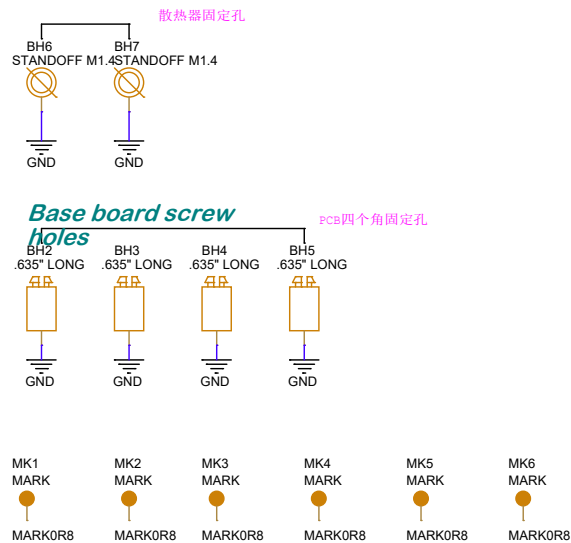 散热器固定孔
BH6 BH7
STANDOFF M1.4 STANDOFF M1.4
GND GND
Base board screw
holes
PCB四个角固定孔
BH2 BH3 BH4 BH5
.635" LONG .635" LONG .635" LONG .635" LONG
GND GND GND GND
MK1 MK2 MK3 MK4 MK5 MK6
MARK MARK MARK MARK MARK MARK
MARK0R8 MARK0R8 MARK0R8 MARK0R8 MARK0R8 MARK0R8